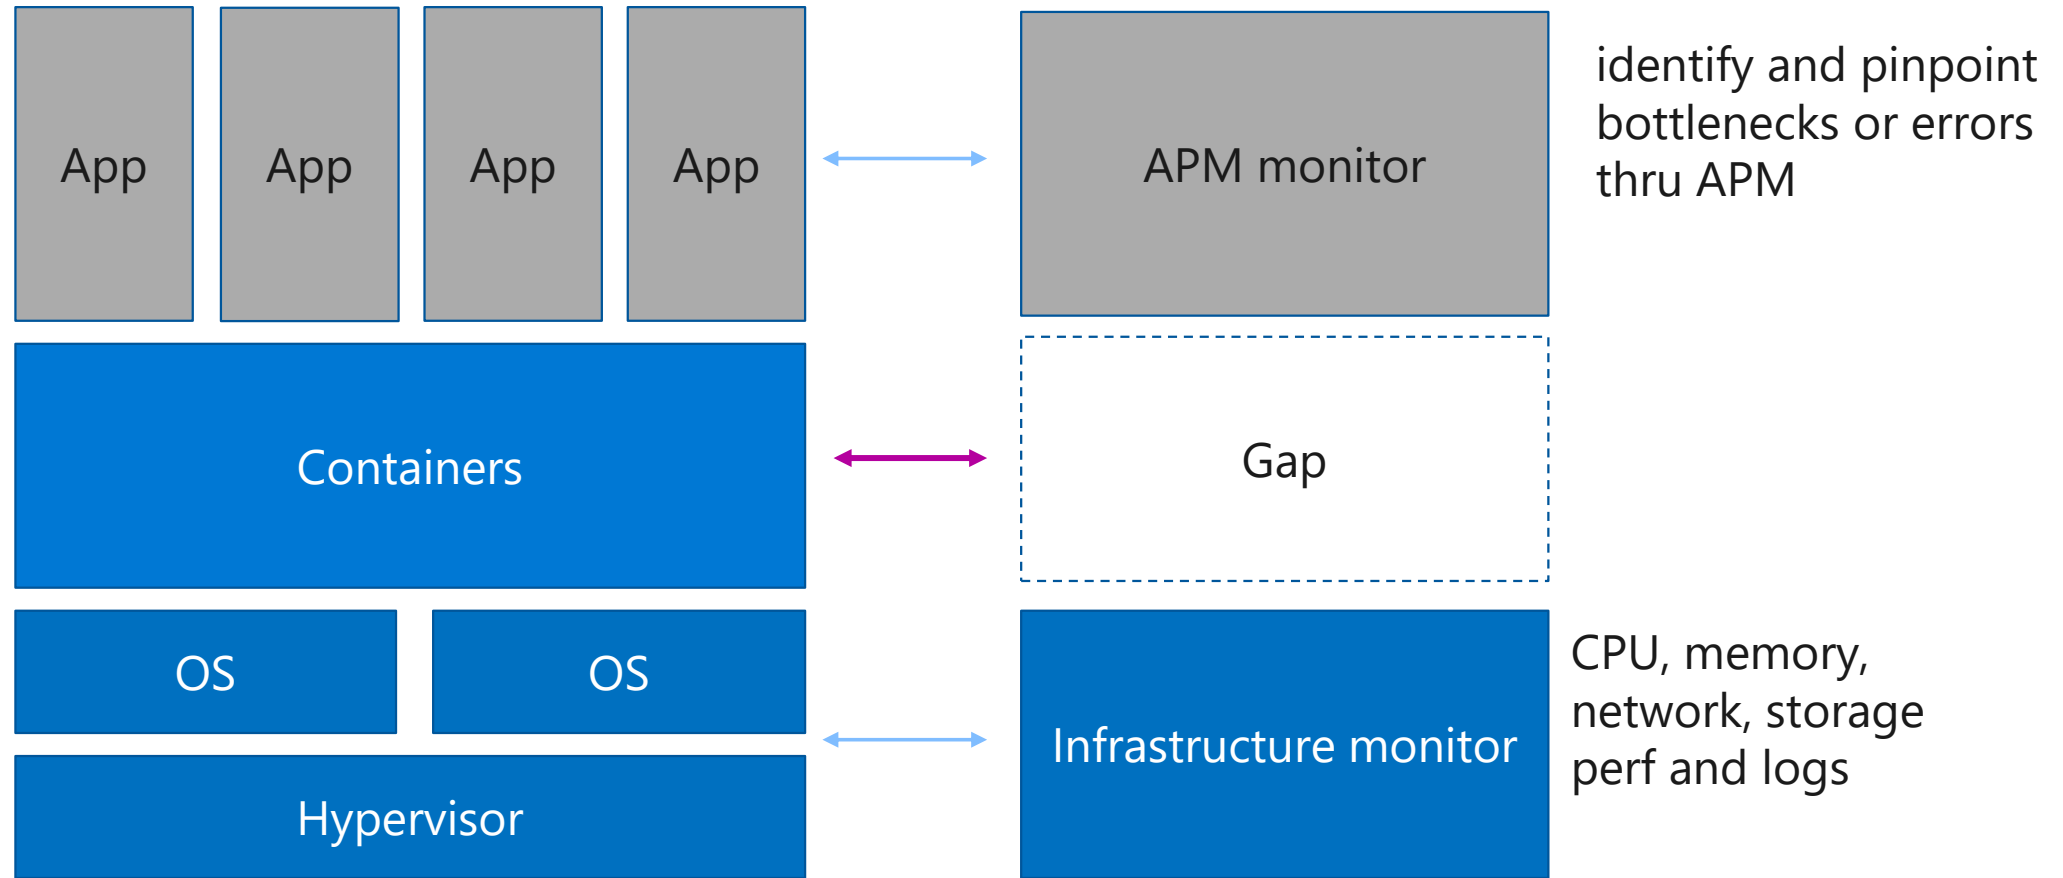 App
App
App
App
APM monitor
identify and pinpoint
bottlenecks or errors
thru APM
Containers
Gap
OS
OS
Hypervisor
Infrastructure monitor
CPU, memory,
network, storage
perf and logs